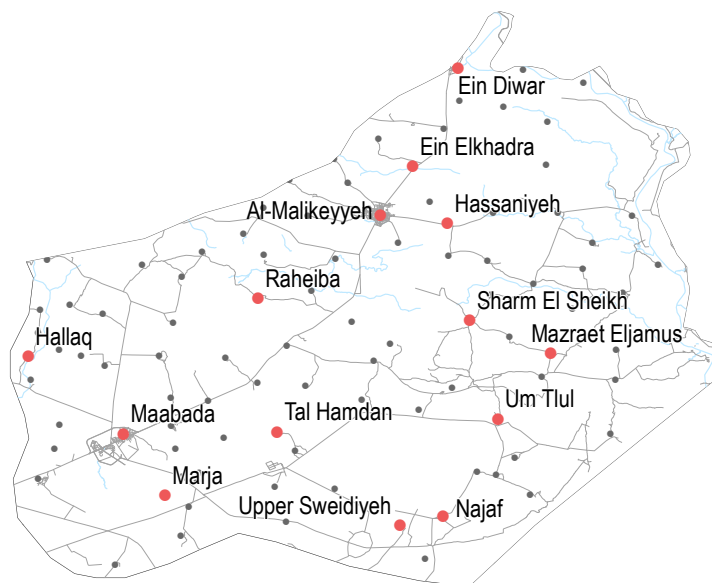 Ein Diwar
Ein Elkhadra
Al-Malikeyyeh
Hassaniyeh
Raheiba
Sharm El Sheikh
Mazraet Eljamus
Hallaq
Maabada
Tal Hamdan
Um Tlul
Marja
Upper Sweidiyeh
Najaf